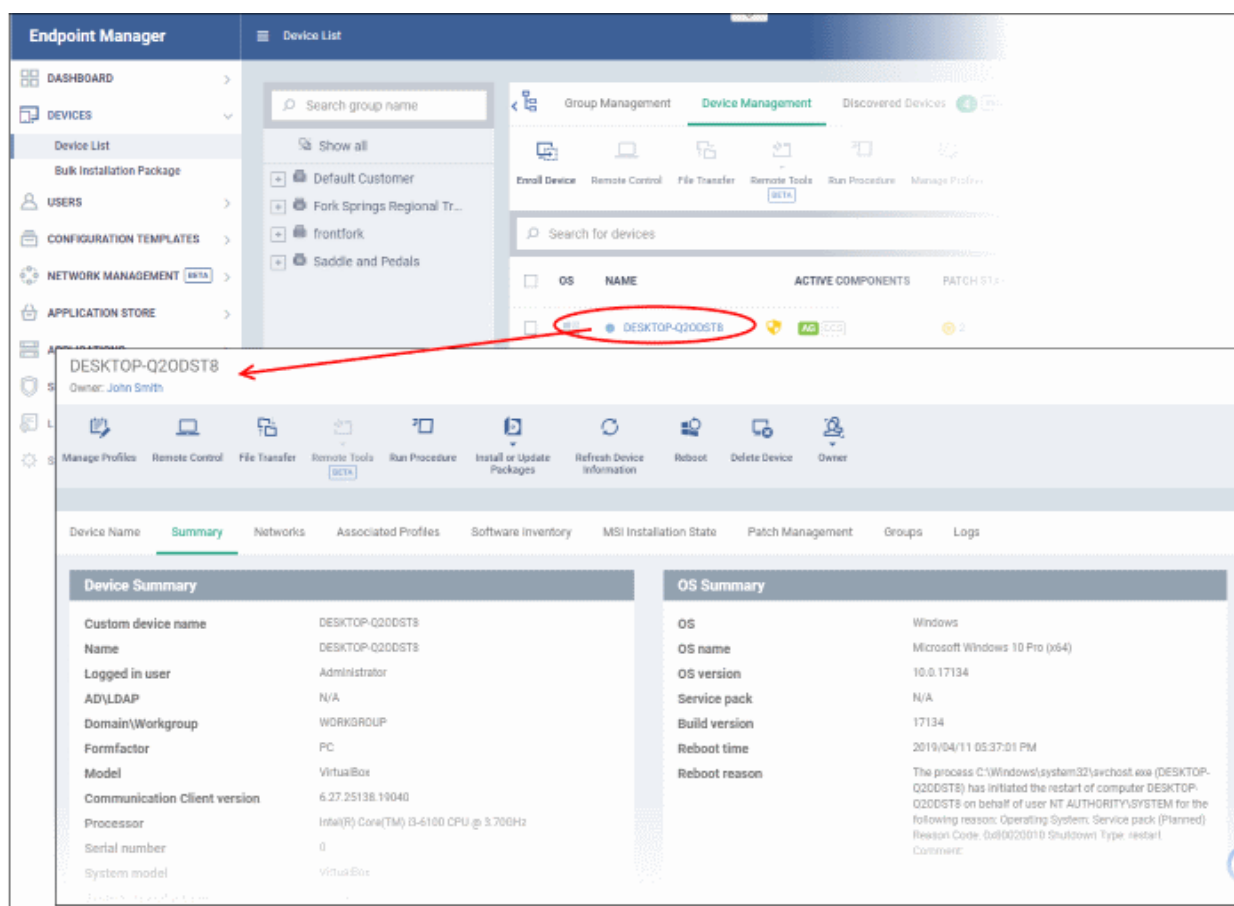 Endpoint Manager
Device List
DASHBOARD
DEVICES
Device List
Bulk Installation Package
USERS
CONFIGURATION TEMPLATES
NETWORK MANAGEMENT BETA
APPLICATION STORE
APPLICATIONS
S
L
S
Search group name
Show all
Default Customer
Fork Springs Regional Tr...
frontfork
Saddle and Pedals
Group Management Device Management Discovered Devices 4
Enroll Device Remote Control File Transfer Remote Tools Run Procedure Manage Profiles
BETA
Search for devices
OS NAME ACTIVE COMPONENTS PATCH
DESKTOP-Q2ODST8 AG CCS 2
DESKTOP-Q2ODST8
Owner: John Smith
Manage Profiles Remote Control File Transfer Remote Tools Run Procedure Install or Update Refresh Device Reboot Delete Device Owner
BETA Packages Information
Device Name Summary Networks Associated Profiles Software Inventory MSI Installation State Patch Management Groups Logs
Device Summary
Custom device name DESKTOP-Q2ODST8
Name DESKTOP-Q2ODST8
Logged in user Administrator
AD\LDAP N/A
Domain\Workgroup WORKGROUP
Formfactor PC
Model VirtualBox
Communication Client version 6.27.25138.19040
Processor Intel(R) Core(TM) i3-6100 CPU @ 3.70GHz
Serial number 0
System model VirtualBox
OS Summary
OS Windows
OS name Microsoft Windows 10 Pro (x64)
OS version 10.0.17134
Service pack N/A
Build version 17134
Reboot time 2019/04/11 05:37:01 PM
Reboot reason The process C:\Windows\system32\svchost.exe (DESKTOP-
Q2ODST8) has initiated the restart of computer DESKTOP-
Q2ODST8 on behalf of user NT AUTHORITY\SYSTEM for the
following reason: Operating System: Service pack (Planned)
Reason Code: 0x80020010 Shutdown Type: restart
Comment: